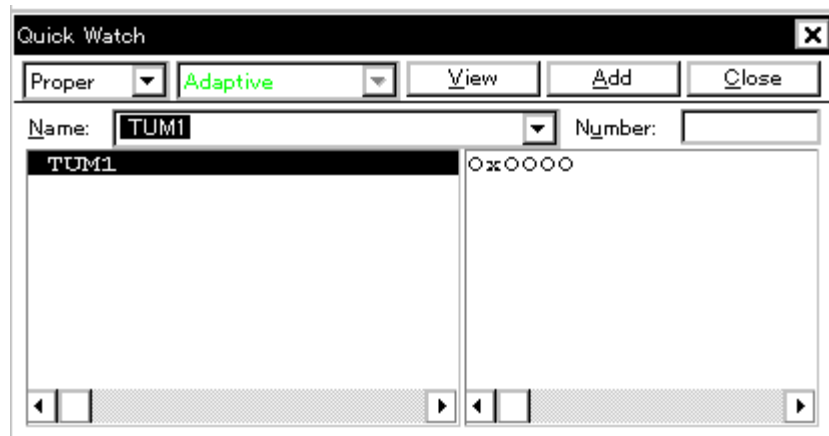 Quick Watch
Proper Adaptive View Add Close
Name: TUM1 Number:
TUM1 0x0000